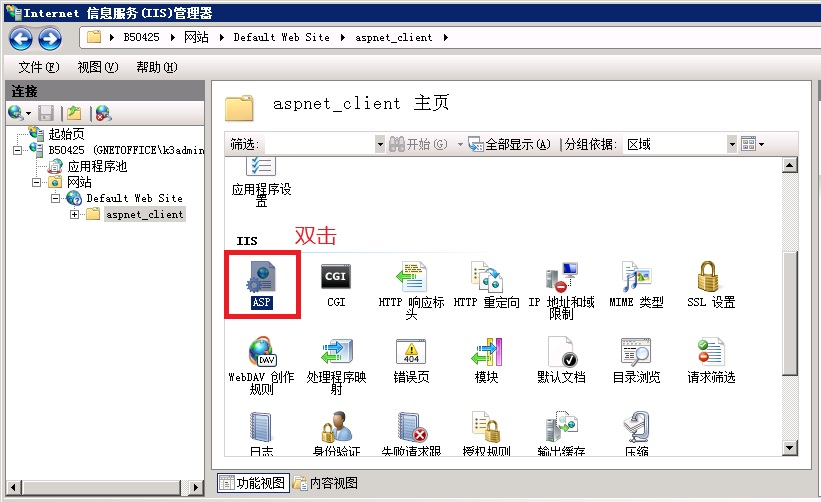 Internet 信息服务(IIS)管理器
B50425 网站 Default Web Site aspnet_client
文件(F) 视图(V) 帮助(H)
连接
起始页
B50425 (GNETOFFICE\k3admin
应用程序池
网站
Default Web Site
aspnet_client
aspnet_client 主页
筛选: 开始(G) 全部显示(A) 分组依据: 区域
应用程序设
置
IIS
双击
ASP
CGI
CGI
HTTP 响应标
头
HTTP 重定向
IP 地址和域
限制
MIME 类型
SSL 设置
DAV
WebDAV 创作
规则
处理程序映
射
404
错误页
模块
默认文档
目录浏览
请求筛选
日志
身份验证
失败请求跟
授权规则
输出缓存
压缩
功能视图 内容视图